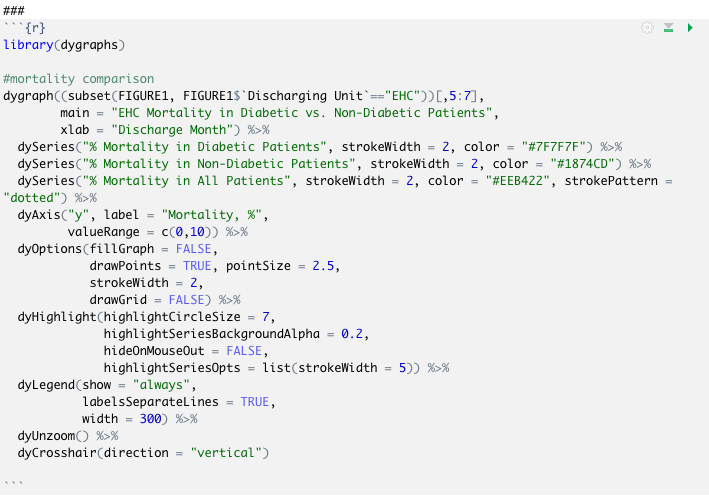 ###
```{r}
library(dygraphs)
#mortality comparison
dygraph((subset(FIGURE1, FIGURE1$`Discharging Unit`=="EHC"))[,5:7],
        main = "EHC Mortality in Diabetic vs. Non-Diabetic Patients",
        xlab = "Discharge Month") %>%
  dySeries("% Mortality in Diabetic Patients", strokeWidth = 2, color = "#7F7F7F") %>%
  dySeries("% Mortality in Non-Diabetic Patients", strokeWidth = 2, color = "#1874CD") %>%
  dySeries("% Mortality in All Patients", strokeWidth = 2, color = "#EEB422", strokePattern =
"dotted") %>%
  dyAxis("y", label = "Mortality, %",
         valueRange = c(0,10)) %>%
  dyOptions(fillGraph = FALSE,
            drawPoints = TRUE, pointSize = 2.5,
            strokeWidth = 2,
            drawGrid = FALSE) %>%
  dyHighlight(highlightCircleSize = 7,
              highlightSeriesBackgroundAlpha = 0.2,
              hideOnMouseOut = FALSE,
              highlightSeriesOpts = list(strokeWidth = 5)) %>%
  dyLegend(show = "always",
           labelsSeparateLines = TRUE,
           width = 300) %>%
  dyUnzoom() %>%
  dyCrosshair(direction = "vertical")
```